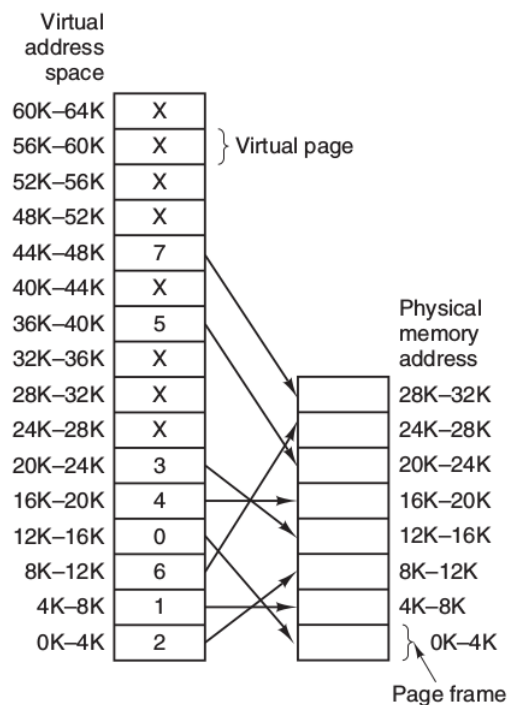 Virtual
address
space
60K–64K X
56K–60K X Virtual page
52K–56K X
48K–52K X
44K–48K 7
40K–44K X
36K–40K 5
32K–36K X
28K–32K X
24K–28K X
20K–24K 3
16K–20K 4
12K–16K 0
8K–12K 6
4K–8K 1
0K–4K 2
Physical
memory
address
28K–32K
24K–28K
20K–24K
16K–20K
12K–16K
8K–12K
4K–8K
0K–4K
Page frame